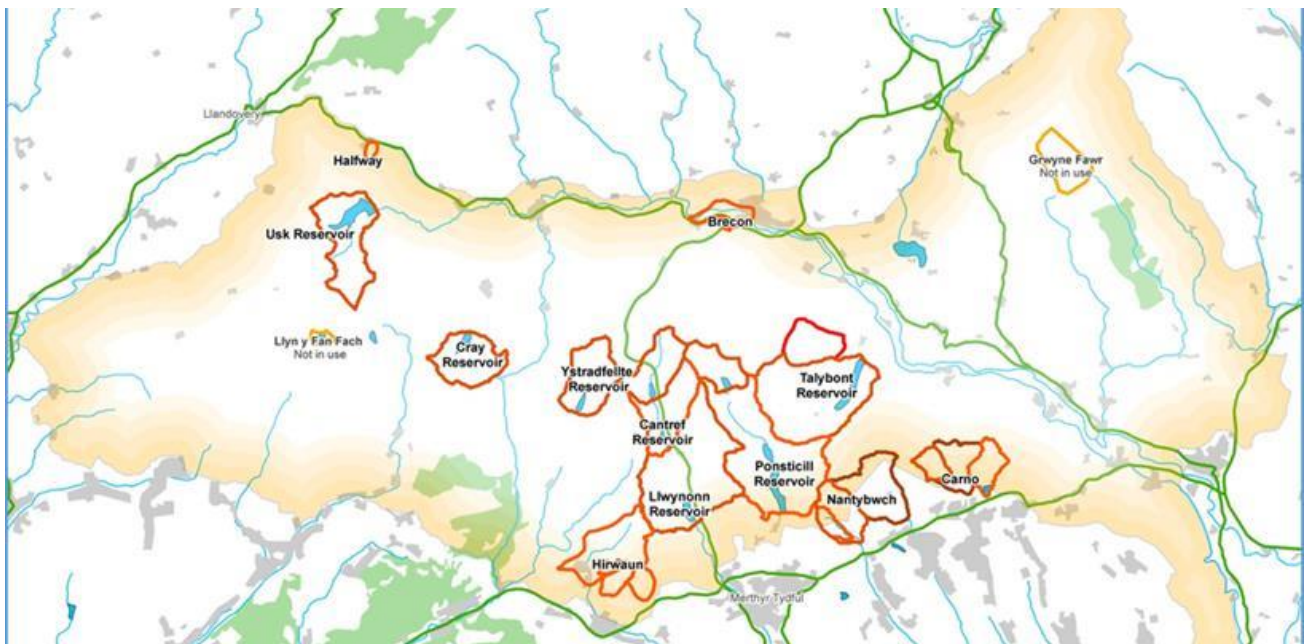 Llandovery
Halfway
Grwyne Fawr
Not in use
Usk Reservoir
Brecon
Llyn y Fan Fach
Not in use
Cray
Reservoir
Ystradfellte
Reservoir
Talybont
Reservoir
Cantref
Reservoir
Ponsticill
Reservoir
Carno
Nantybwch
Llwynonn
Reservoir
Hirwaun
Merthyr Tydful